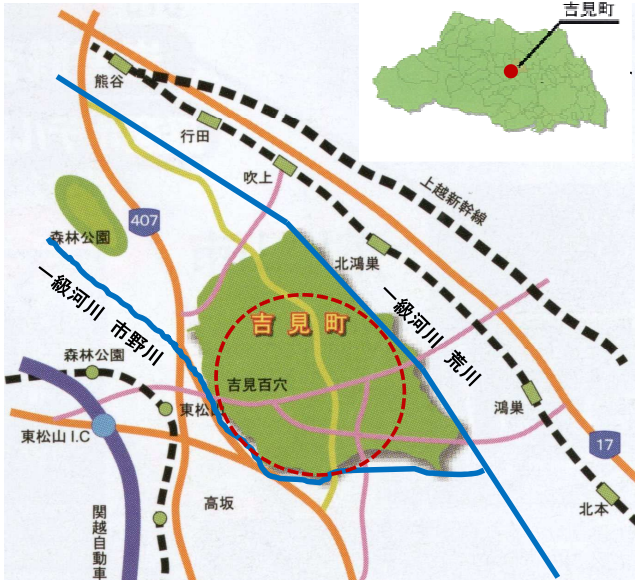 吉見町
熊谷
行田
吹上
上越新幹線
407
森林公園
北鴻巣
一級河川 市野川
一級河川 荒川
吉見町
森林公園
吉見百穴
東松山
鴻巣
東松山 I.C
17
高坂
北本
関越自動車